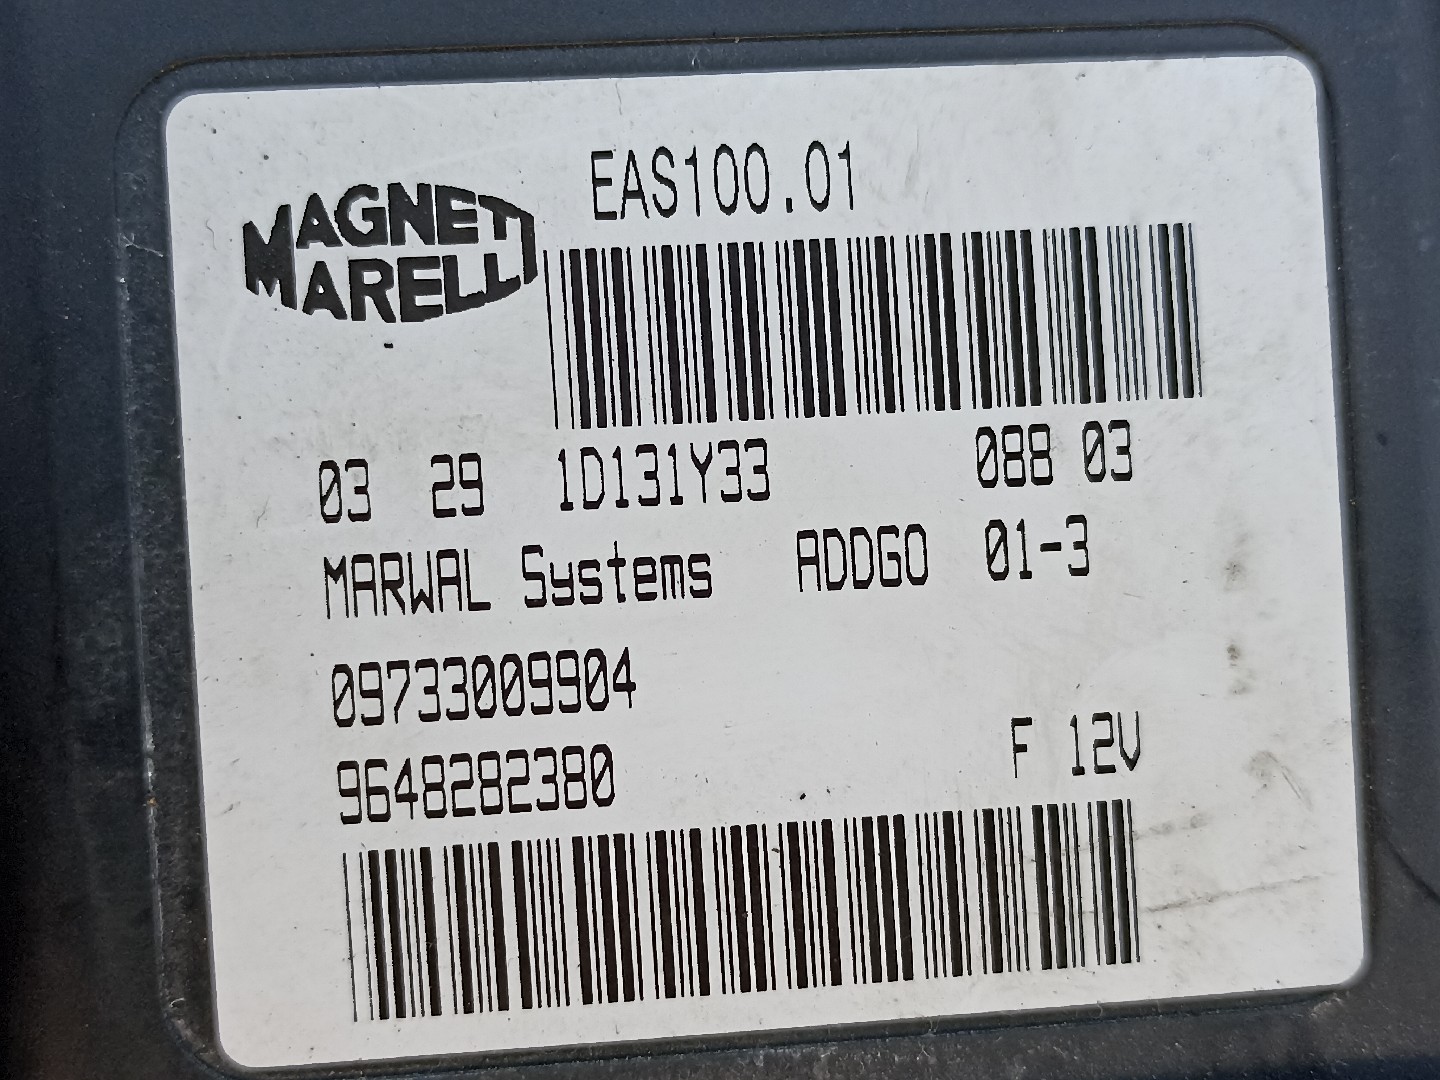 EAS100.01
MAGNETI
MARELLI
03 29 1D131Y33 088 03
MARWAL Systems ADDGO 01-3
09733009904
9648282380 F 12V